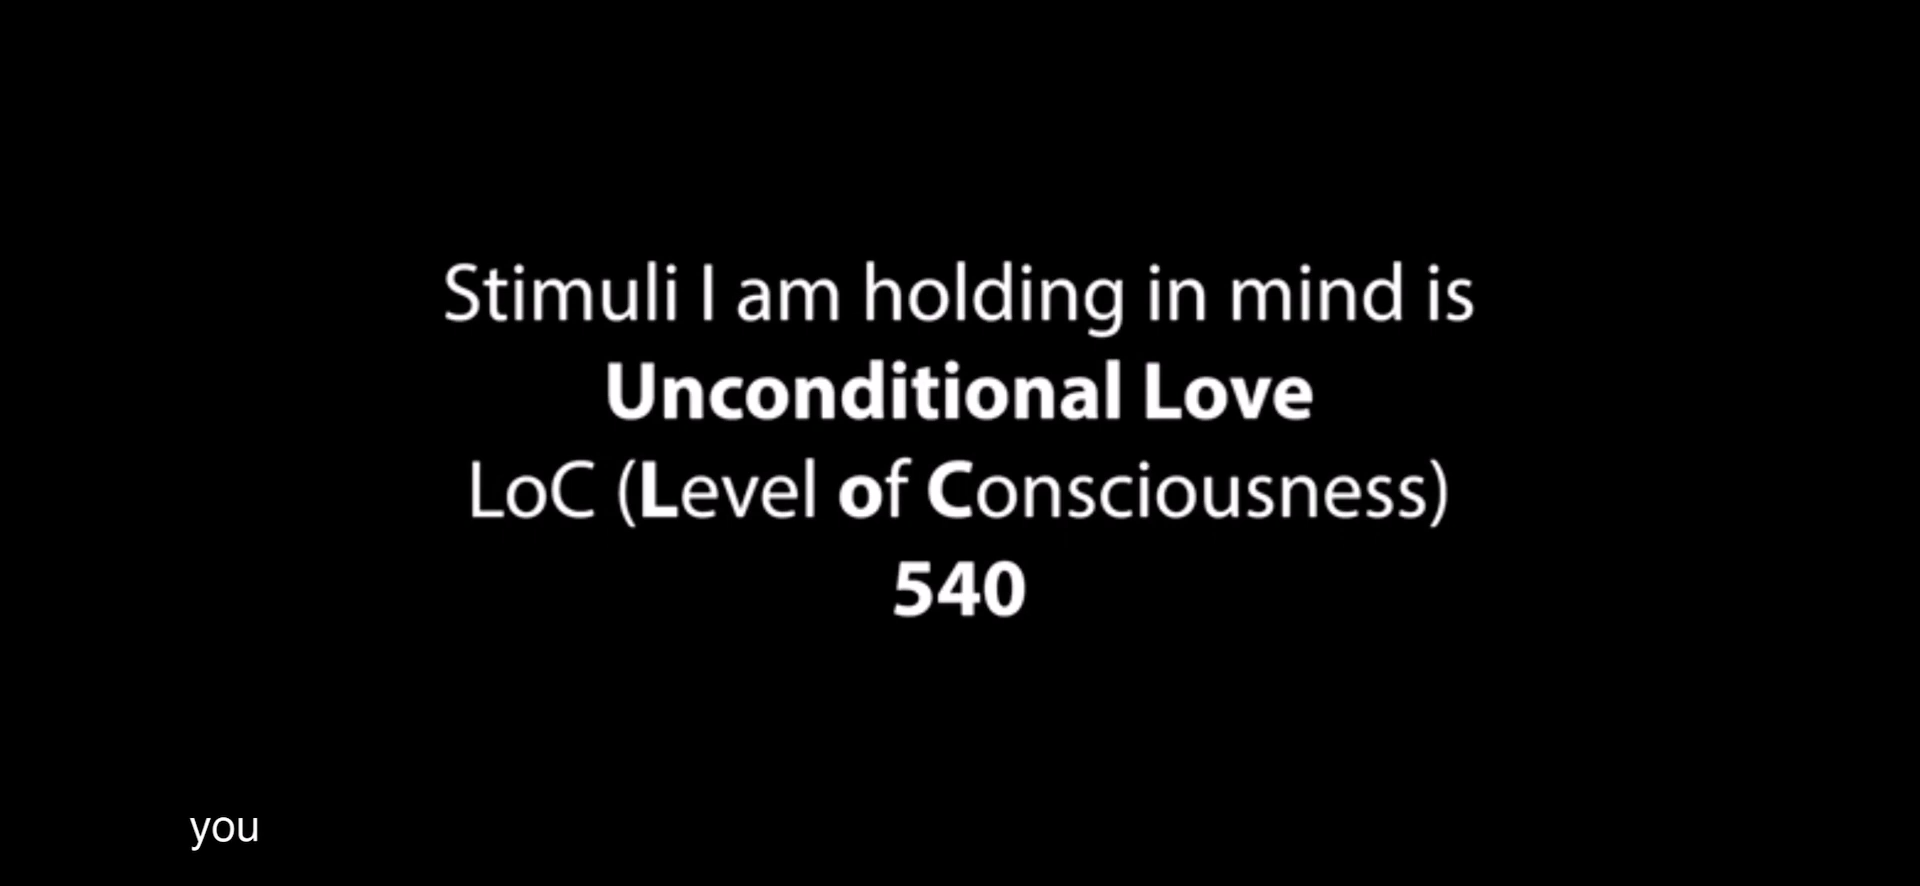 Stimuli I am holding in mind is
Unconditional Love
LoC (Level of Consciousness)
540
you